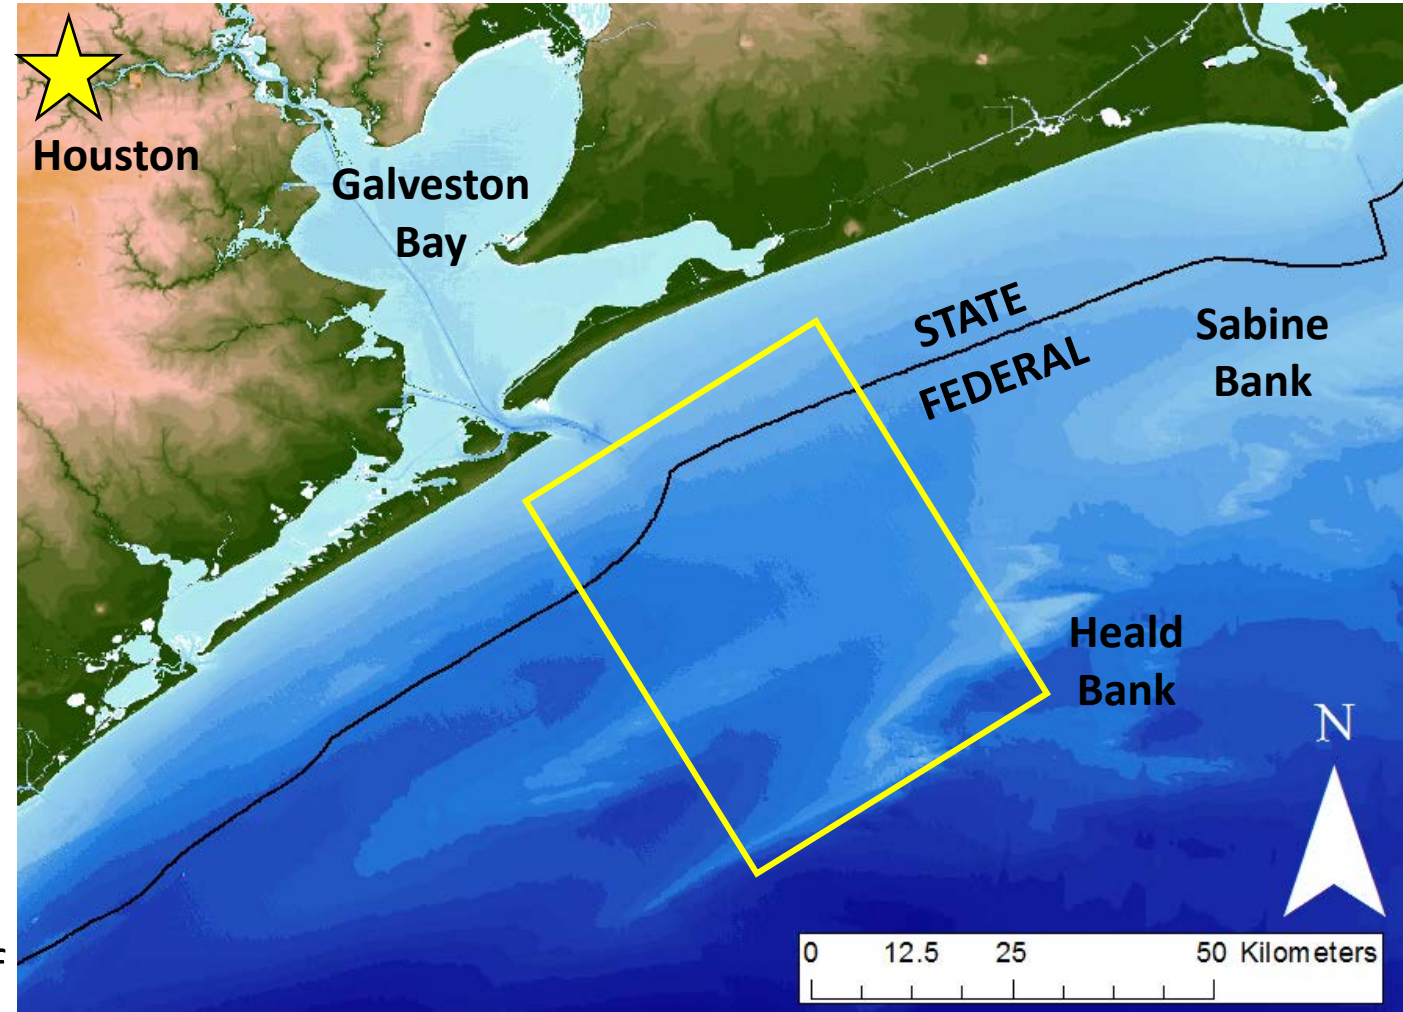 Houston
Galveston
Bay
STATE
FEDERAL
Sabine
Bank
Heald
Bank
N
0 12.5 25 50 Kilometers